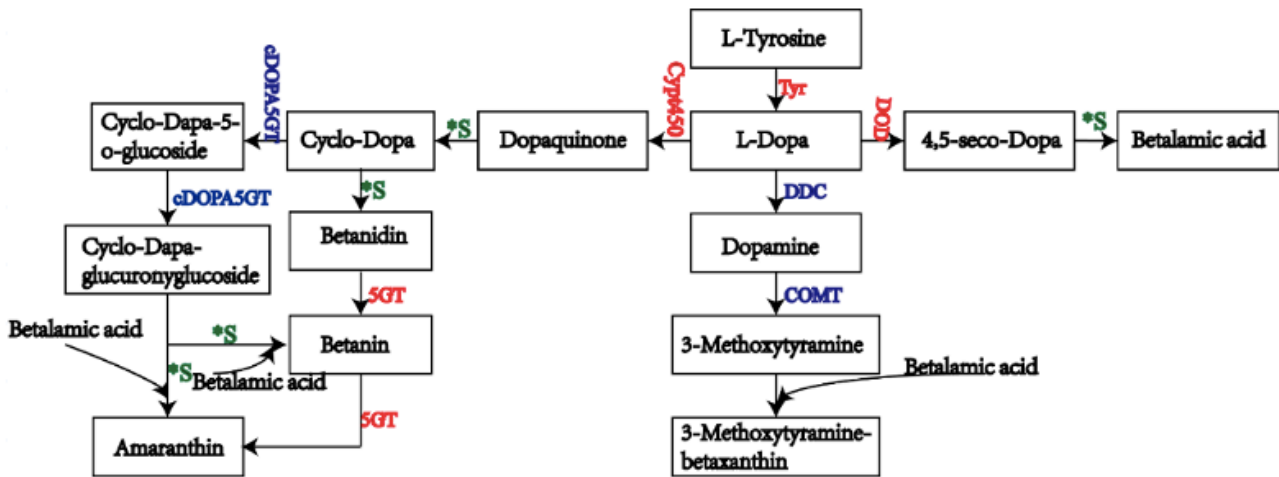 L-Tyrosine
Tyr
cDOPA5GT
Cypt450
DOD
*S
*S
Cyclo-Dapa-5-
o-glucoside
Cyclo-Dopa
Dopaquinone
L-Dopa
4,5-seco-Dopa
Betalamic acid
cDOPA5GT
*S
DDC
Cyclo-Dapa-
glucuronyglucoside
Betanidin
Dopamine
5GT
COMT
Betalamic acid
*S
Betanin
3-Methoxytyramine
*S
Betalamic acid
Betalamic acid
5GT
Amaranthin
3-Methoxytyramine-
betaxanthin